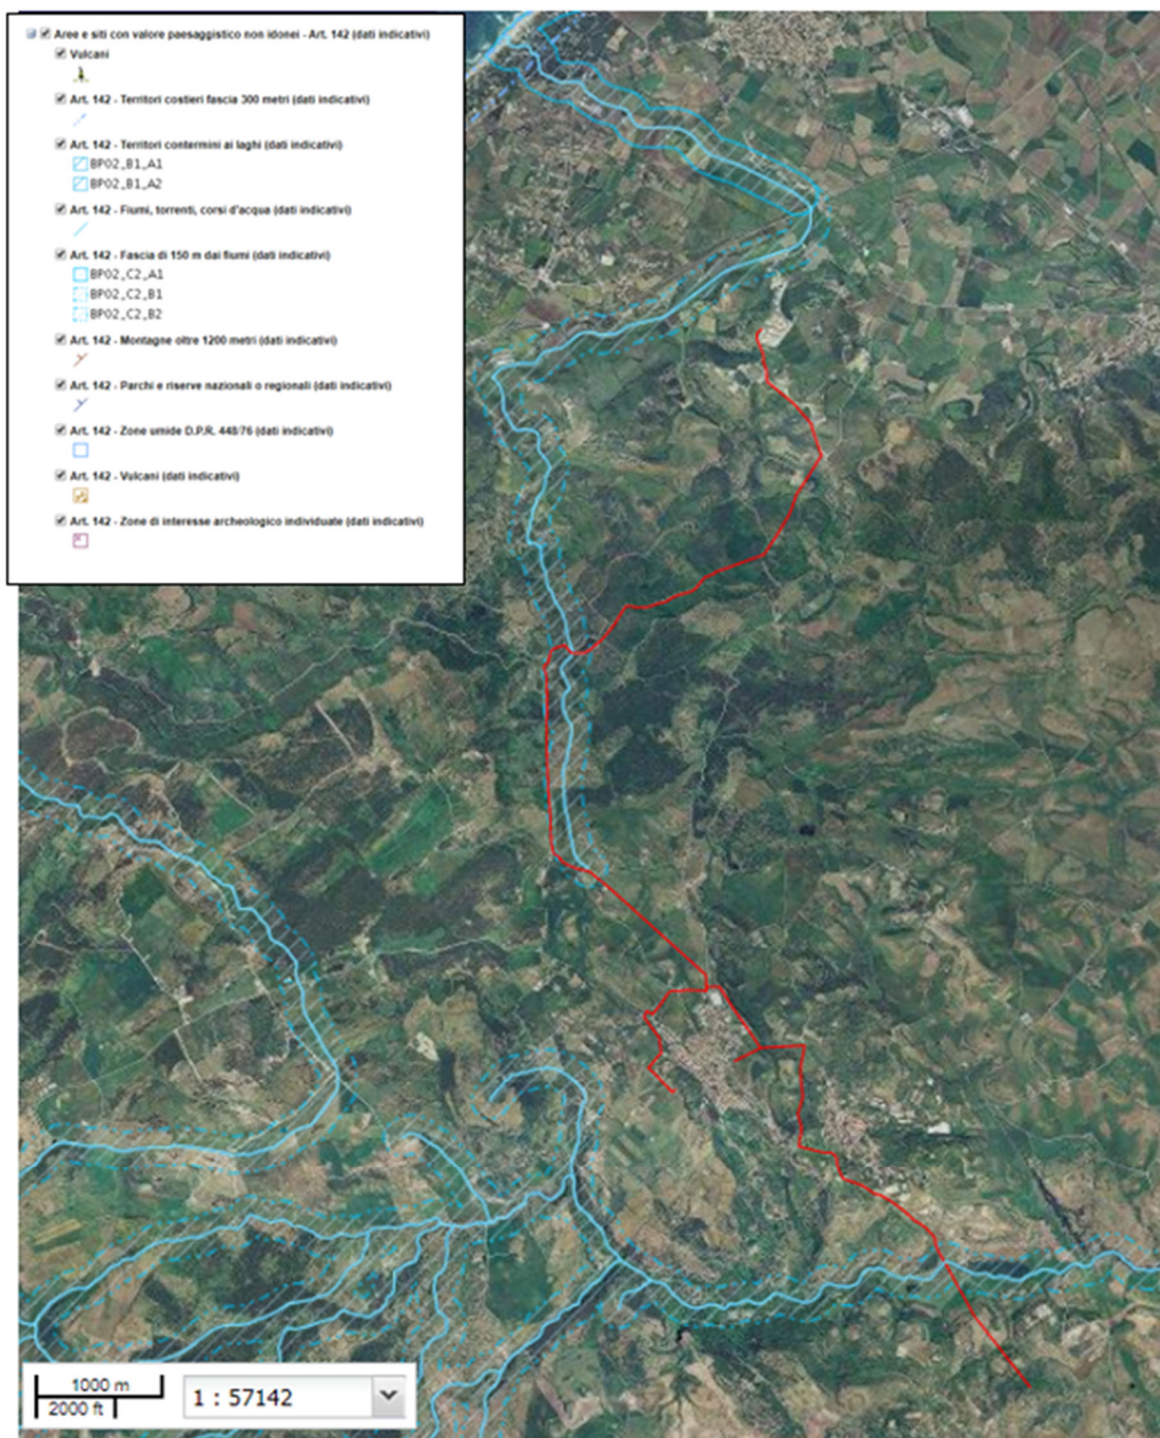 Aree e siti con valore paesaggistico non idonei - Art. 142 (dati indicativi)
Vulcani
Art. 142 - Territori costieri fascia 300 metri (dati indicativi)
Art. 142 - Territori contermini ai laghi (dati indicativi)
BP02_B1_A1
BP02_B1_A2
Art. 142 - Fiumi, torrenti, corsi d'acqua (dati indicativi)
Art. 142 - Fascia di 150 m dai fiumi (dati indicativi)
BP02_C2_A1
BP02_C2_B1
BP02_C2_B2
Art. 142 - Montagne oltre 1200 metri (dati indicativi)
Art. 142 - Parchi e riserve nazionali o regionali (dati indicativi)
Art. 142 - Zone umide D.P.R. 448/76 (dati indicativi)
Art. 142 - Vulcani (dati indicativi)
Art. 142 - Zone di interesse archeologico individuate (dati indicativi)
1000 m
2000 ft
1 : 57142